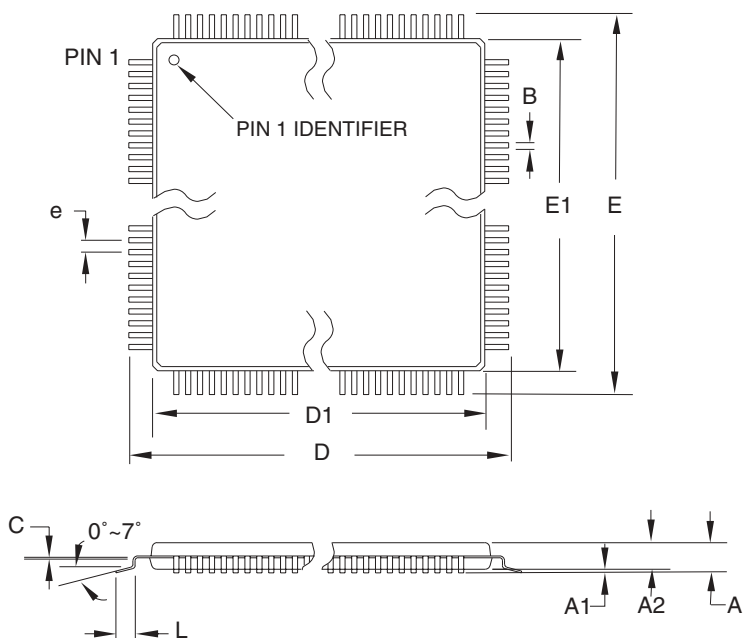 PIN 1
PIN 1 IDENTIFIER
B
e
E1
E
D1
D
C
0°~7°
L
A1
A2
A